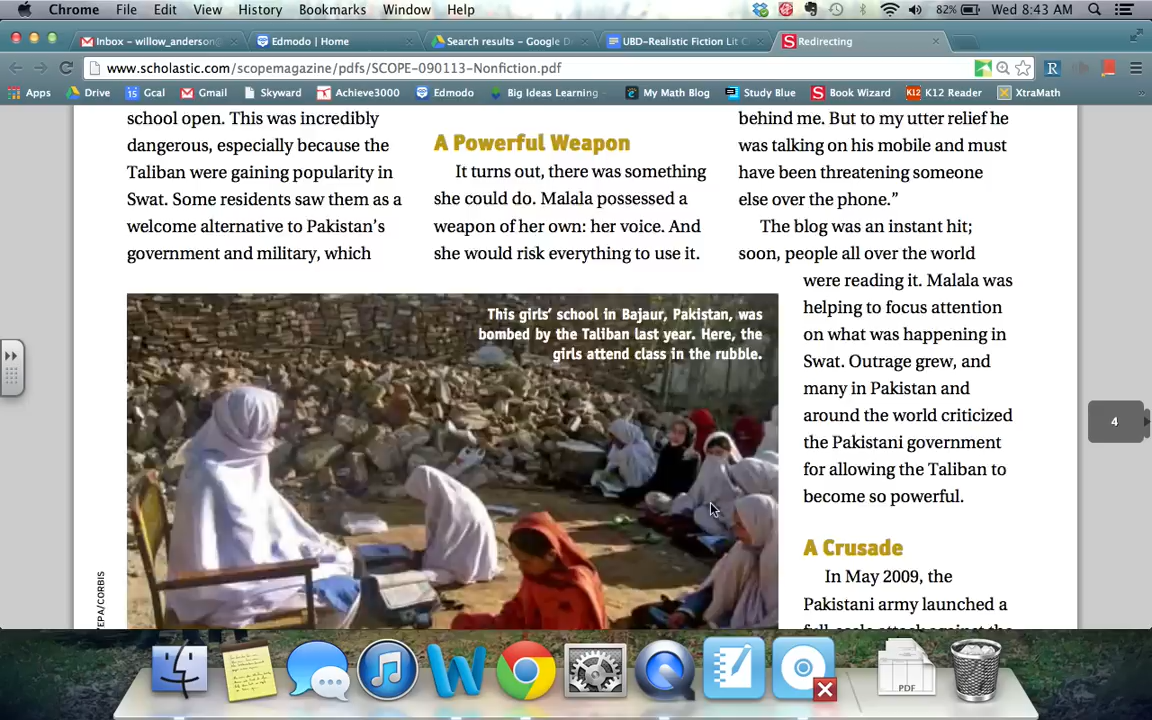 Chrome File Edit View History Bookmarks Window Help 82% Wed 8:43 AM
Inbox - willow_anderson
Edmodo | Home
Search results - Google D
UBD-Realistic Fiction Lit C
Redirecting
www.scholastic.com/scopemagazine/pdfs/SCOPE-090113-Nonfiction.pdf
Apps Drive Gcal Gmail Skyward Achieve3000 Edmodo Big Ideas Learning My Math Blog Study Blue Book Wizard K12 Reader XtraMath
school open. This was incredibly
dangerous, especially because the
Taliban were gaining popularity in
Swat. Some residents saw them as a
welcome alternative to Pakistan's
government and military, which
A Powerful Weapon
It turns out, there was something
she could do. Malala possessed a
weapon of her own: her voice. And
she would risk everything to use it.
behind me. But to my utter relief he
was talking on his mobile and must
have been threatening someone
else over the phone."
The blog was an instant hit;
soon, people all over the world
were reading it. Malala was
helping to focus attention
on what was happening in
Swat. Outrage grew, and
many in Pakistan and
around the world criticized
the Pakistani government
for allowing the Taliban to
become so powerful.
A Crusade
In May 2009, the
Pakistani army launched a
This girls' school in Bajaur, Pakistan, was
bombed by the Taliban last year. Here, the
girls attend class in the rubble.
EPA/CORBIS
4
PDF